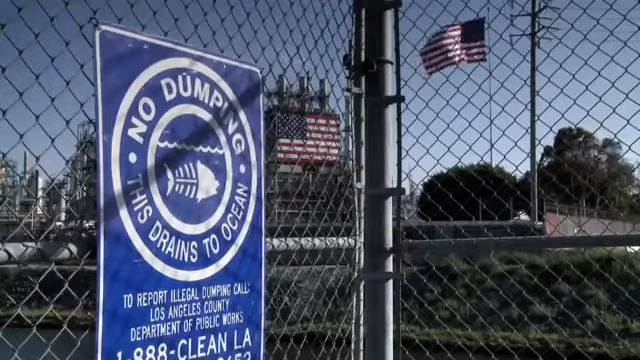 NO DUMPING
THIS DRAINS TO OCEAN
TO REPORT ILLEGAL DUMPING CALL:
LOS ANGELES COUNTY
DEPARTMENT OF PUBLIC WORKS
1-888-CLEAN LA